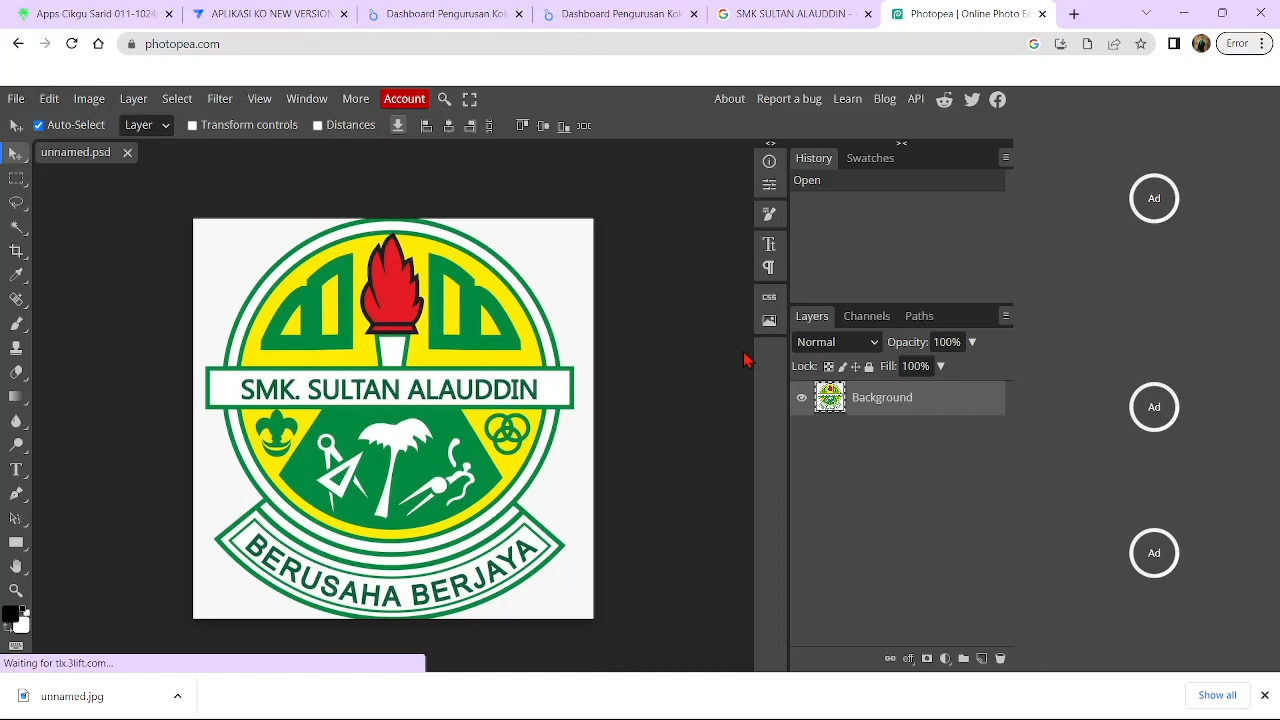 Apps Cikgu Sarid 011-1024
APLIKASI KO NEW VERSION
Dashboard Pengurusan Kok
Dashboard Pengurusan Kok
SMK SULTAN ALAUDDIN -
Photopea | Online Photo Ed
photopea.com
Error
File Edit Image Layer Select Filter View Window More Account
About Report a bug Learn Blog API
Auto-Select Layer Transform controls Distances
unnamed.psd
History Swatches
Open
Layers Channels Paths
Normal Opacity: 100%
Lock: Fill: 100%
Background
CSS
Ad
Ad
Ad
SMK. SULTAN ALAUDDIN
BERUSAHA BERJAYA
Waiting for tlx.3lift.com...
unnamed.jpg
Show all